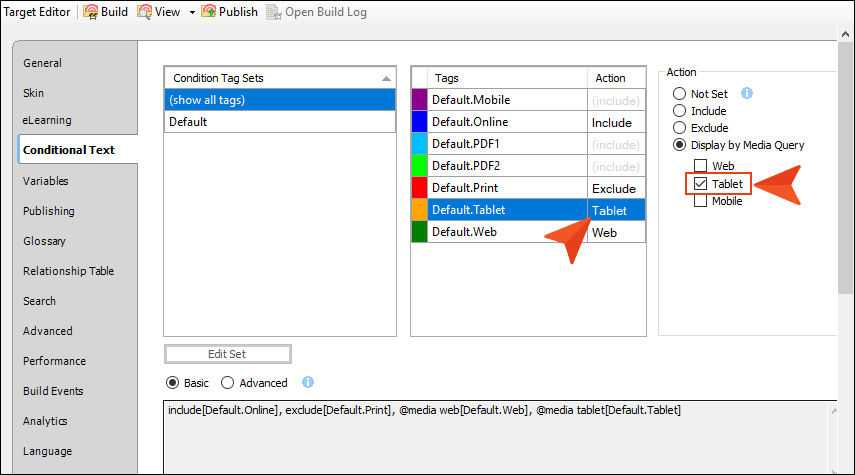 Target Editor Build View Publish Open Build Log
General
Skin
eLearning
Conditional Text
Variables
Publishing
Glossary
Relationship Table
Search
Advanced
Performance
Build Events
Analytics
Language
Condition Tag Sets
(show all tags)
Default
Tags Action
Default.Mobile (include)
Default.Online Include
Default.PDF1 (include)
Default.PDF2 (include)
Default.Print Exclude
Default.Tablet Tablet
Default.Web Web
Action
Not Set
Include
Exclude
Display by Media Query
Web
Tablet
Mobile
Edit Set
Basic Advanced
include[Default.Online], exclude[Default.Print], @media web[Default.Web], @media tablet[Default.Tablet]